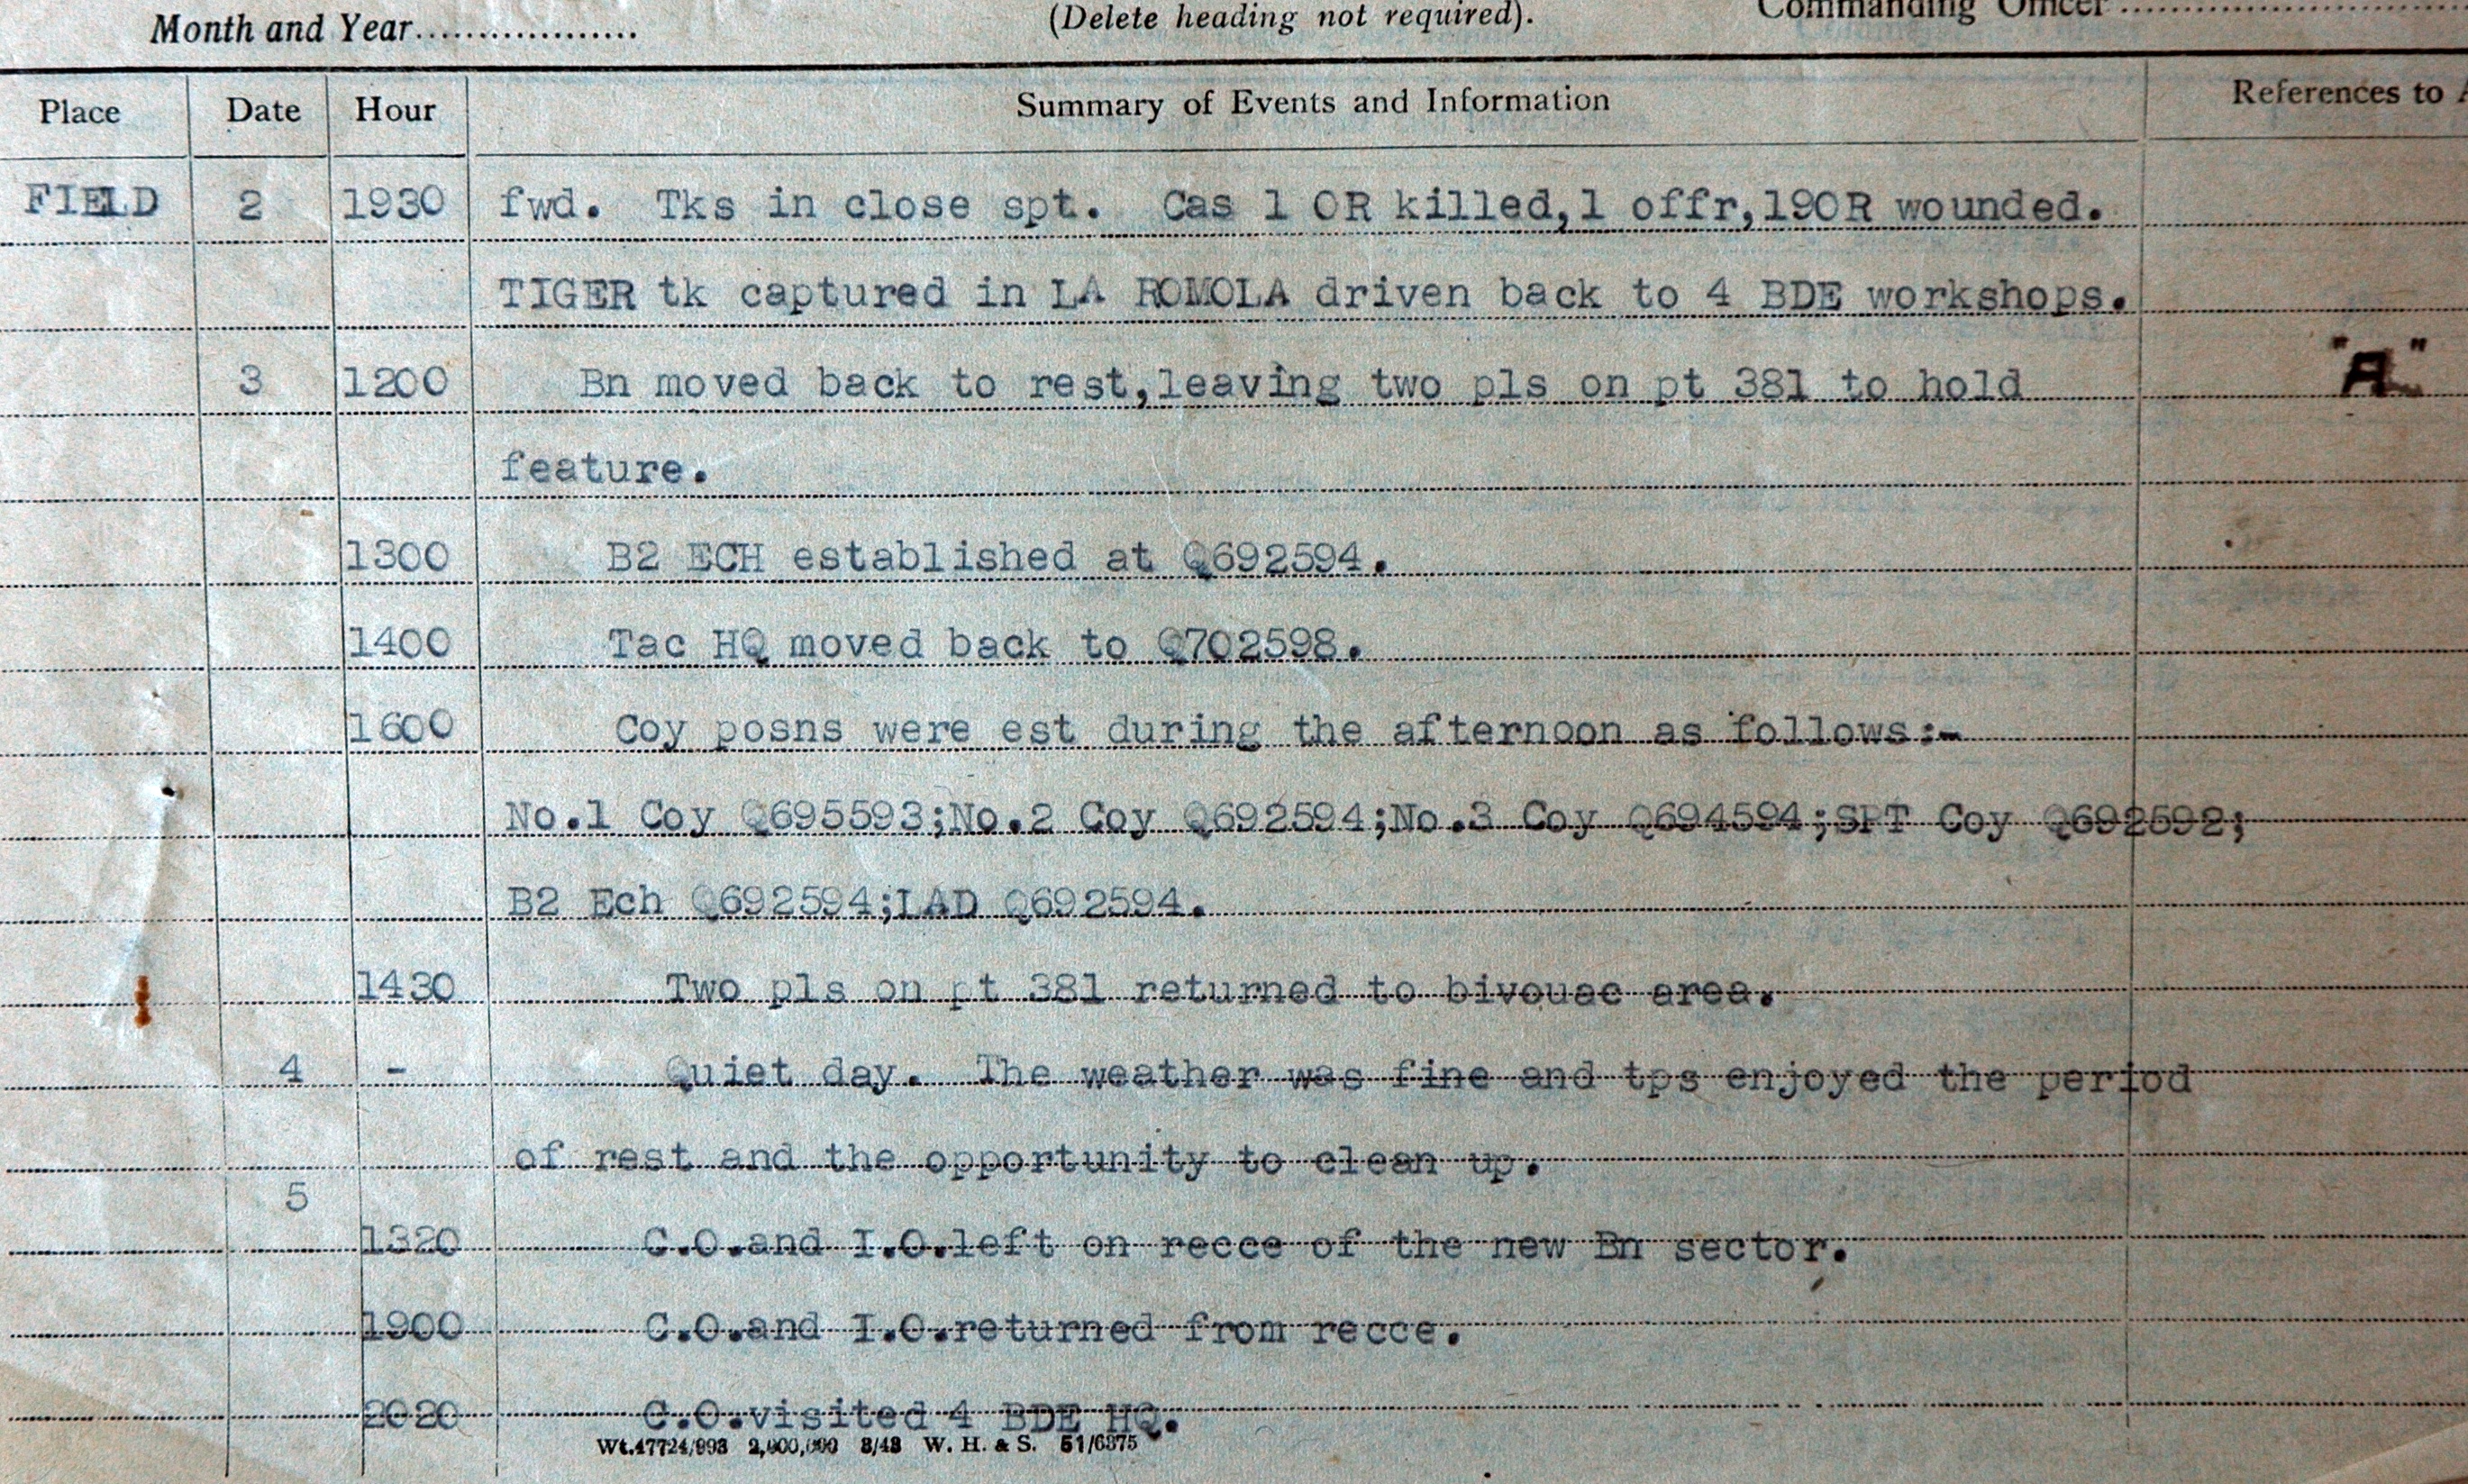 Month and Year..................
(Delete heading not required).
Commanding Officer
Place Date Hour Summary of Events and Information References to A
FIELD 2 1930 fwd. Tks in close spt. Cas 1 OR killed,1 offr,19OR wounded.
TIGER tk captured in LA ROMOLA driven back to 4 BDE workshops.
3 1200 Bn moved back to rest,leaving two pls on pt 381 to hold "A"
feature.
1300 B2 ECH established at Q692594.
1400 Tac HQ moved back to Q702598.
1600 Coy posns were est during the afternoon as follows:-
No.1 Coy Q695593;No.2 Coy Q692594;No.3 Coy Q694594;SPT Coy Q692592;
B2 Ech Q692594;LAD Q692594.
1430 Two pls on pt 381 returned to bivouac area.
4 - Quiet day. The weather was fine and tps enjoyed the period
of rest and the opportunity to clean up.
5
1320 C.O.and I.O.left on recce of the new Bn sector.
1900 C.O.and I.O.returned from recce.
2020 C.O.visited 4 BDE HQ.
Wt.47724/993 2,000,000 8/43 W. H. & S. 51/6375